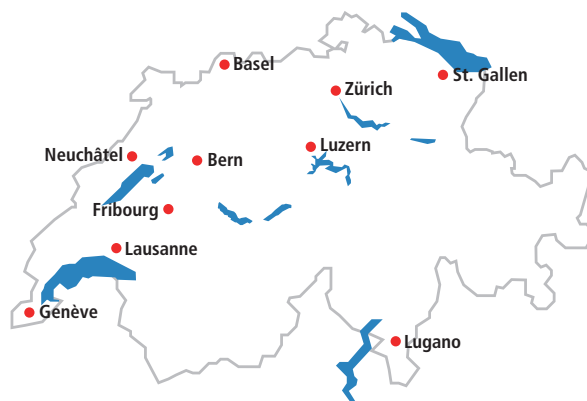 Basel
St. Gallen
Zürich
Luzern
Neuchâtel
Bern
Fribourg
Lausanne
Genève
Lugano